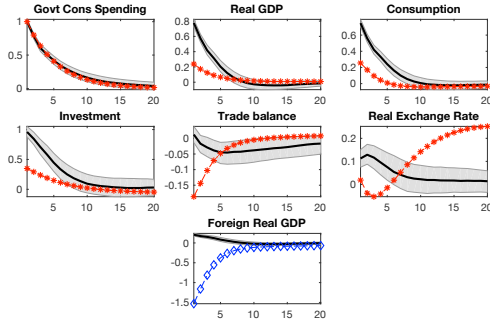 Govt Cons Spending
1
0.5
0
5 10 15 20
Real GDP
0.8
0.6
0.4
0.2
0
5 10 15 20
Consumption
0.6
0.4
0.2
0
5 10 15 20
Investment
1
0.5
0
5 10 15 20
Trade balance
0
-0.05
-0.1
-0.15
5 10 15 20
Real Exchange Rate
0.2
0.1
0
5 10 15 20
Foreign Real GDP
0
-0.5
-1
-1.5
5 10 15 20